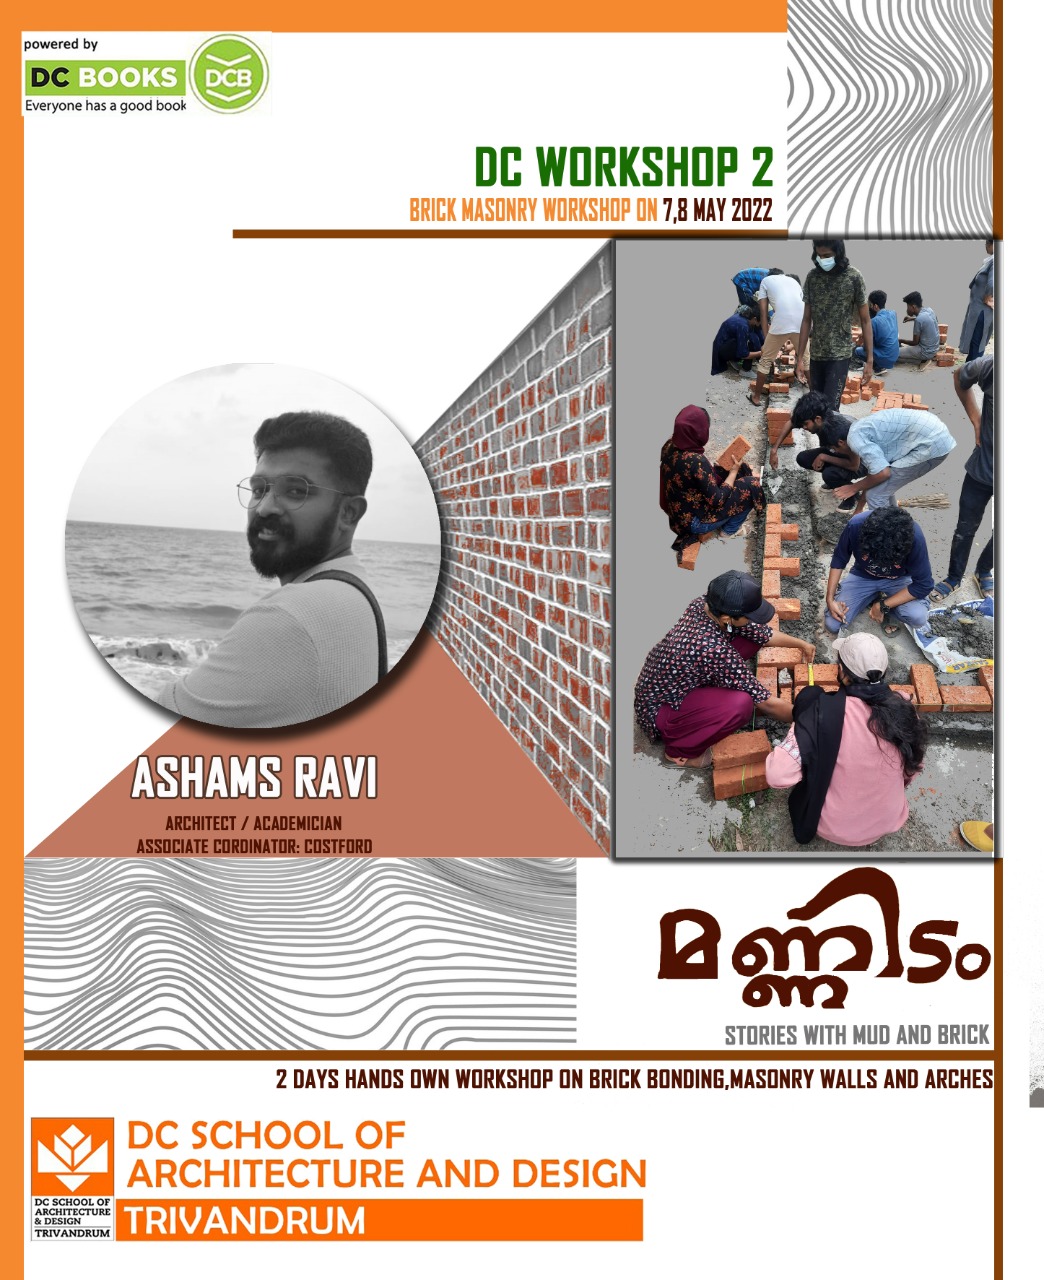 powered by
DC BOOKS
DCB
Everyone has a good book
DC WORKSHOP 2
BRICK MASONRY WORKSHOP ON 7,8 MAY 2022
ASHAMS RAVI
ARCHITECT / ACADEMICIAN
ASSOCIATE CORDINATOR: COSTFORD
മണ്ണിടം
STORIES WITH MUD AND BRICK
2 DAYS HANDS OWN WORKSHOP ON BRICK BONDING,MASONRY WALLS AND ARCHES
DC SCHOOL OF
ARCHITECTURE AND DESIGN
TRIVANDRUM
DC SCHOOL OF
ARCHITECTURE
& DESIGN
TRIVANDRUM